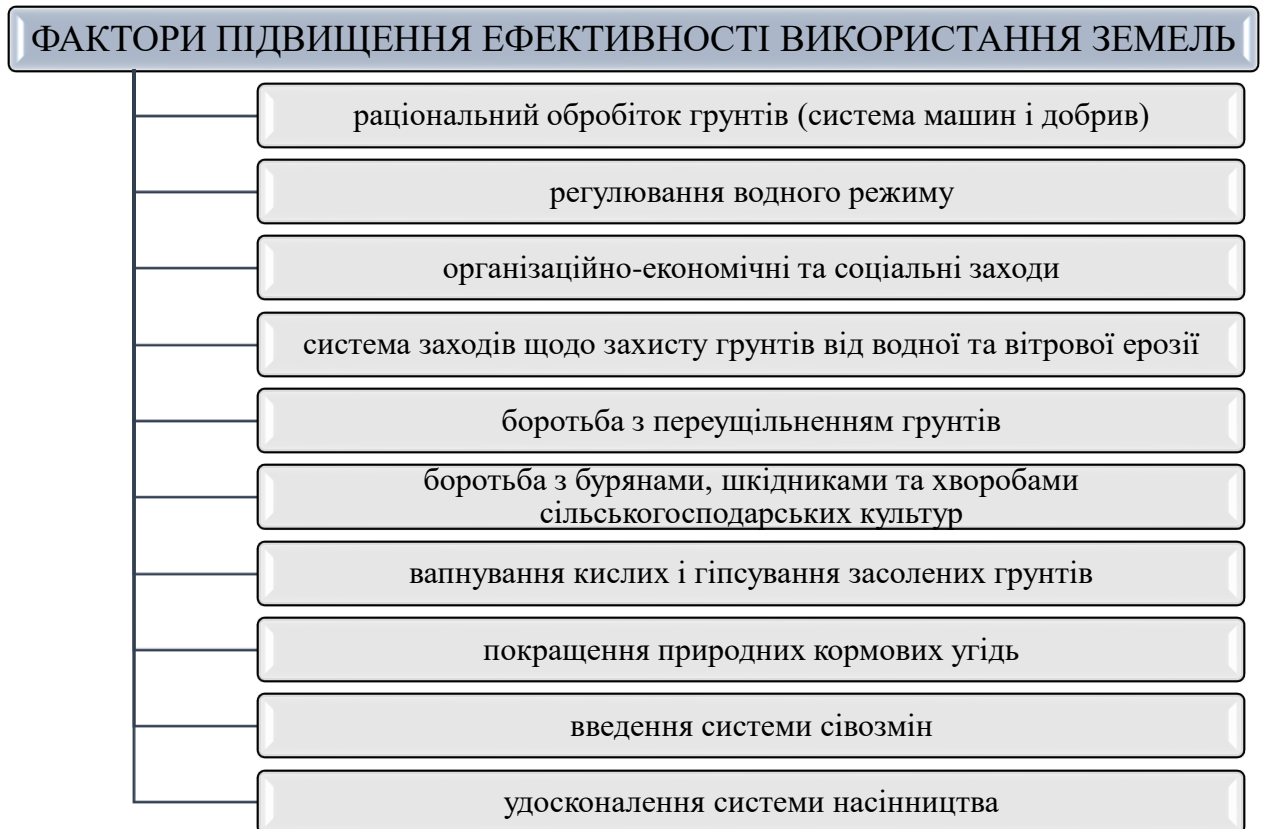 ФАКТОРИ ПІДВИЩЕННЯ ЕФЕКТИВНОСТІ ВИКОРИСТАННЯ ЗЕМЕЛЬ
раціональний обробіток грунтів (система машин і добрив)
регулювання водного режиму
організаційно-економічні та соціальні заходи
система заходів щодо захисту грунтів від водної та вітрової ерозії
боротьба з переущільненням грунтів
боротьба з бурянами, шкідниками та хворобами
сільськогосподарських культур
вапнування кислих і гіпсування засолених грунтів
покращення природних кормових угідь
введення системи сівозмін
удосконалення системи насінництва